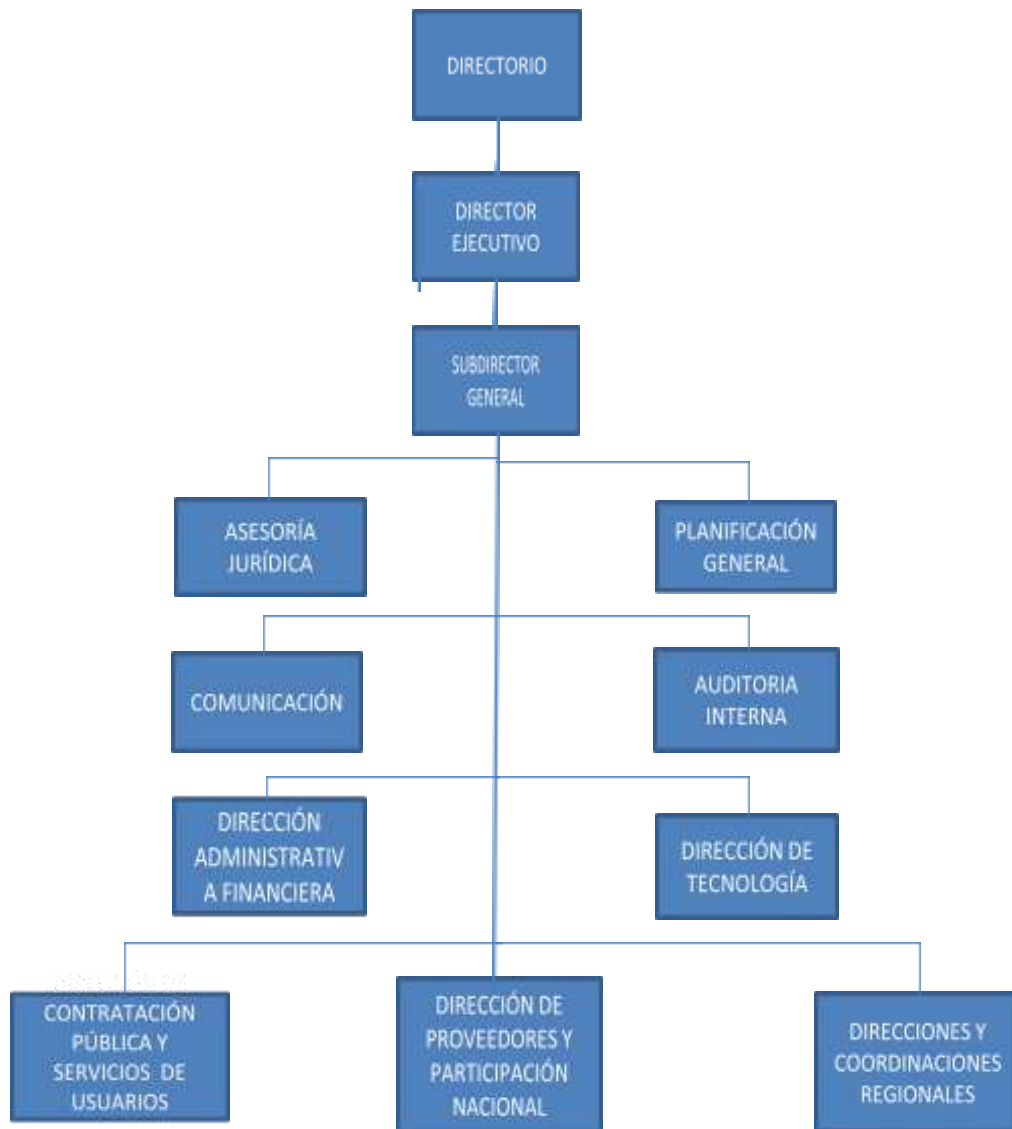 DIRECTORIO
DIRECTOR
EJECUTIVO
SUBDIRECTOR
GENERAL
ASESORÍA
JURÍDICA
PLANIFICACIÓN
GENERAL
COMUNICACIÓN
AUDITORIA
INTERNA
DIRECCIÓN
ADMINISTRATIV
A FINANCIERA
DIRECCIÓN DE
TECNOLOGÍA
CONTRATACIÓN
PÚBLICA Y
SERVICIOS DE
USUARIOS
DIRECCIÓN DE
PROVEEDORES Y
PARTICIPACIÓN
NACIONAL
DIRECCIONES Y
COORDINACIONES
REGIONALES